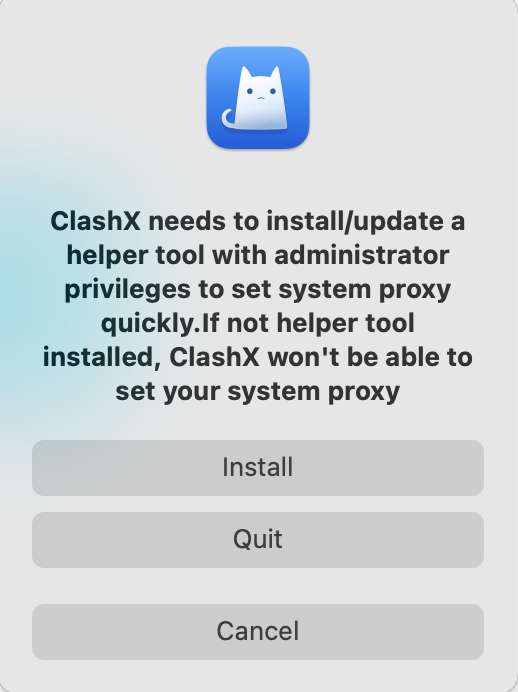 ClashX needs to install/update a
helper tool with administrator
privileges to set system proxy
quickly.If not helper tool
installed, ClashX won't be able to
set your system proxy
Install
Quit
Cancel